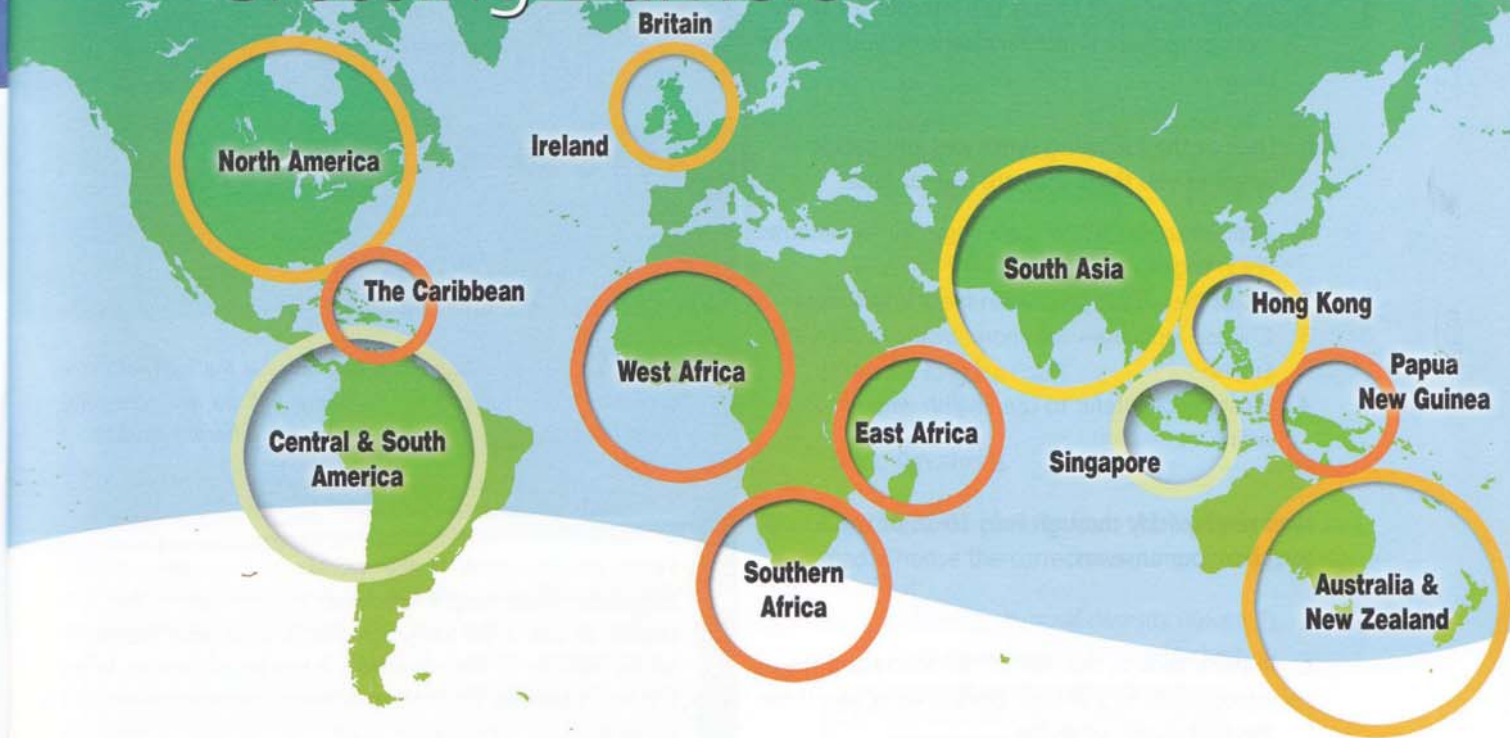 Britain
Ireland
North America
The Caribbean
South Asia
Hong Kong
West Africa
East Africa
Papua
New Guinea
Central & South
America
Singapore
Southern
Africa
Australia &
New Zealand